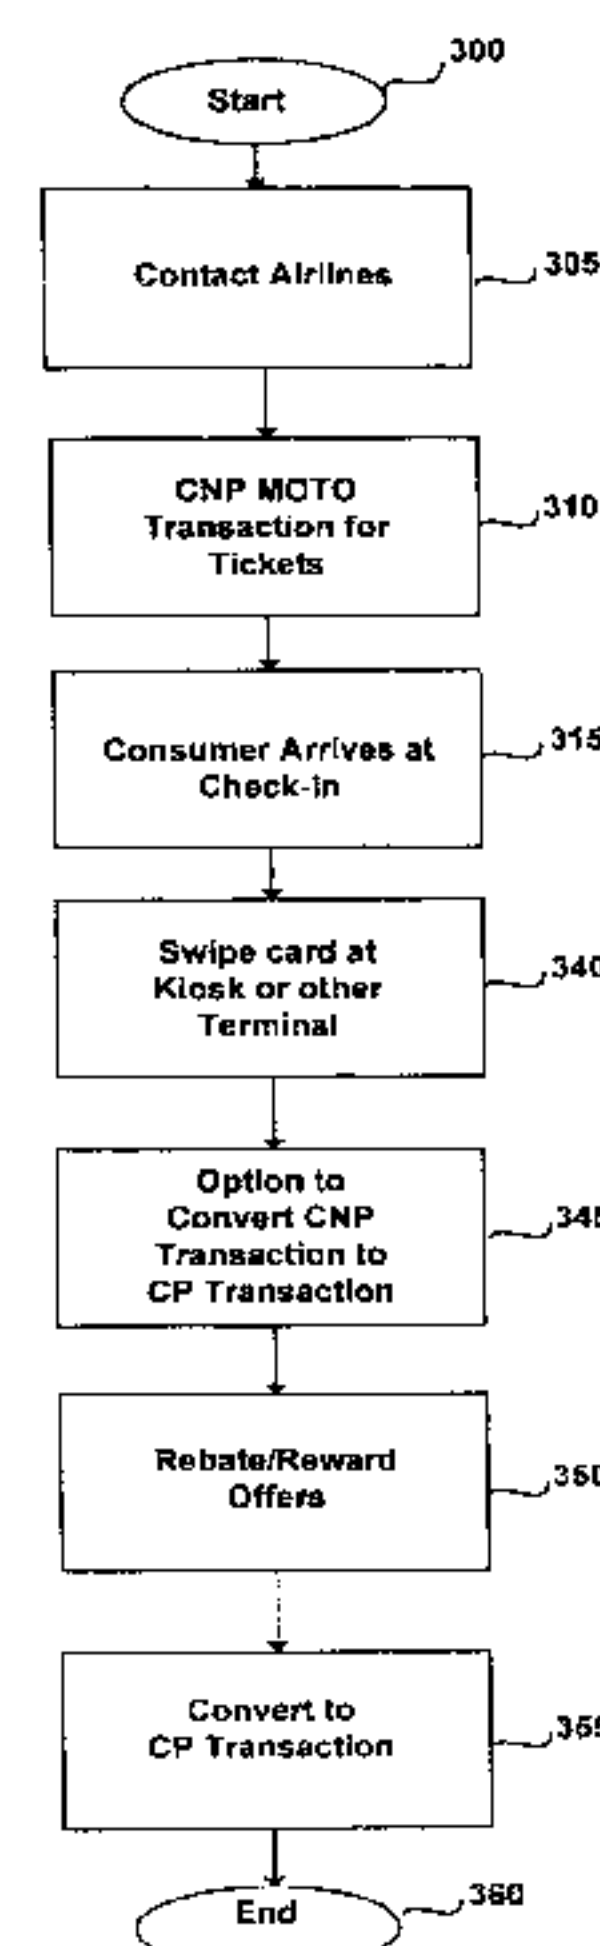 300
Start
Contact Airlines
305
CNP MOTO
Transaction for
Tickets
310
Consumer Arrives at
Check-in
315
Swipe card at
Kiosk or other
Terminal
340
Option to
Convert CNP
Transaction to
CP Transaction
345
Rebate/Reward
Offers
350
Convert to
CP Transaction
355
End
360